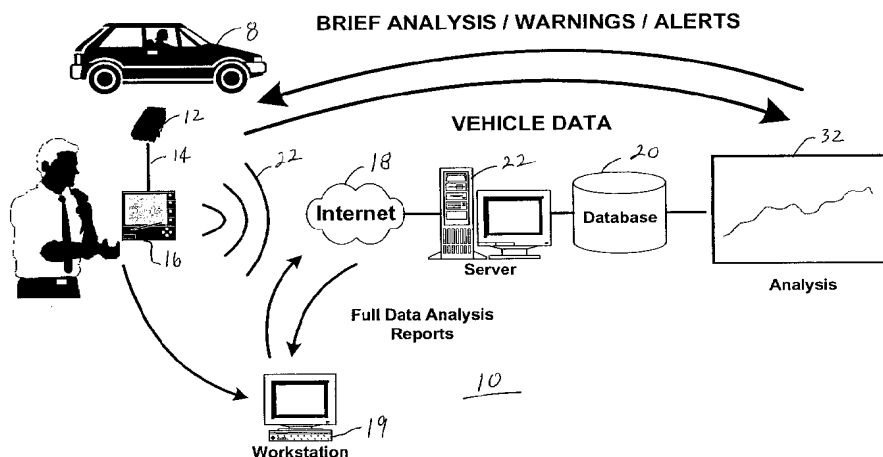 BRIEF ANALYSIS / WARNINGS / ALERTS
8
12
VEHICLE DATA
14
22
18
22
20
32
Internet
Database
16
Server
Analysis
Full Data Analysis
Reports
10
19
Workstation